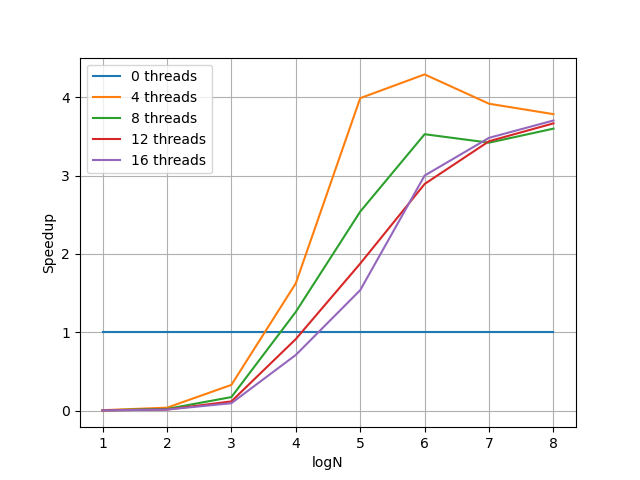 0 threads
4 threads
8 threads
12 threads
16 threads
Speedup
4
3
2
1
0
1 2 3 4 5 6 7 8
logN